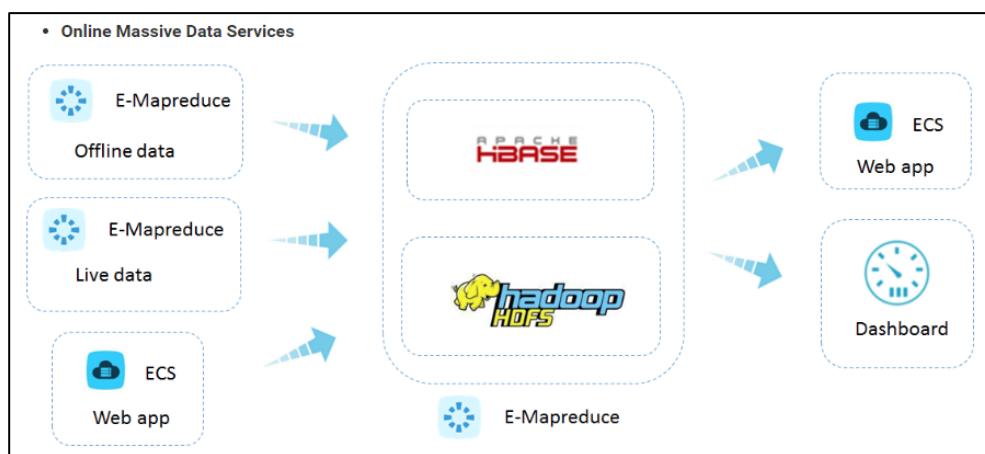 • Online Massive Data Services
E-Mapreduce
Offline data
E-Mapreduce
Live data
ECS
Web app
APACHE
HBASE
hadoop
HDFS
E-Mapreduce
ECS
Web app
Dashboard